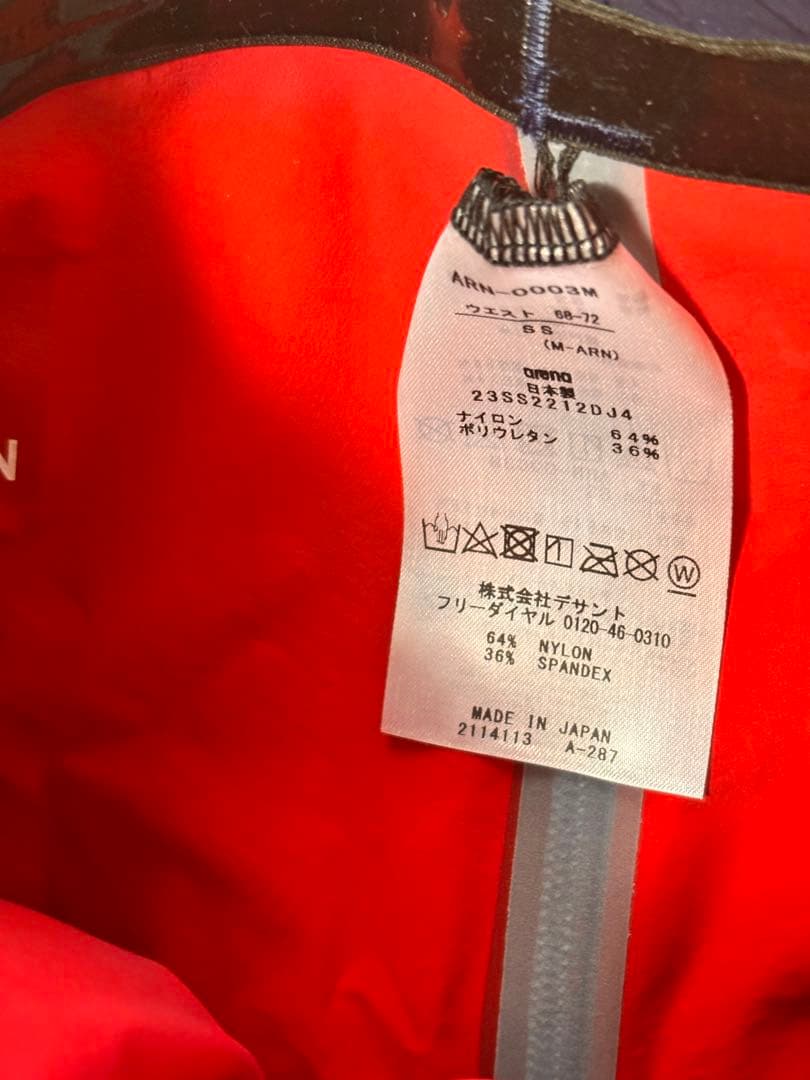 ARN-0003M
ウエスト 68-72
SS
(M-ARN)
arena
日本製
23SS2212DJ4
ナイロン 64%
ポリウレタン 36%
W
株式会社デサント
フリーダイヤル 0120-46-0310
64% NYLON
36% SPANDEX
MADE IN JAPAN
2114113 A-287
N